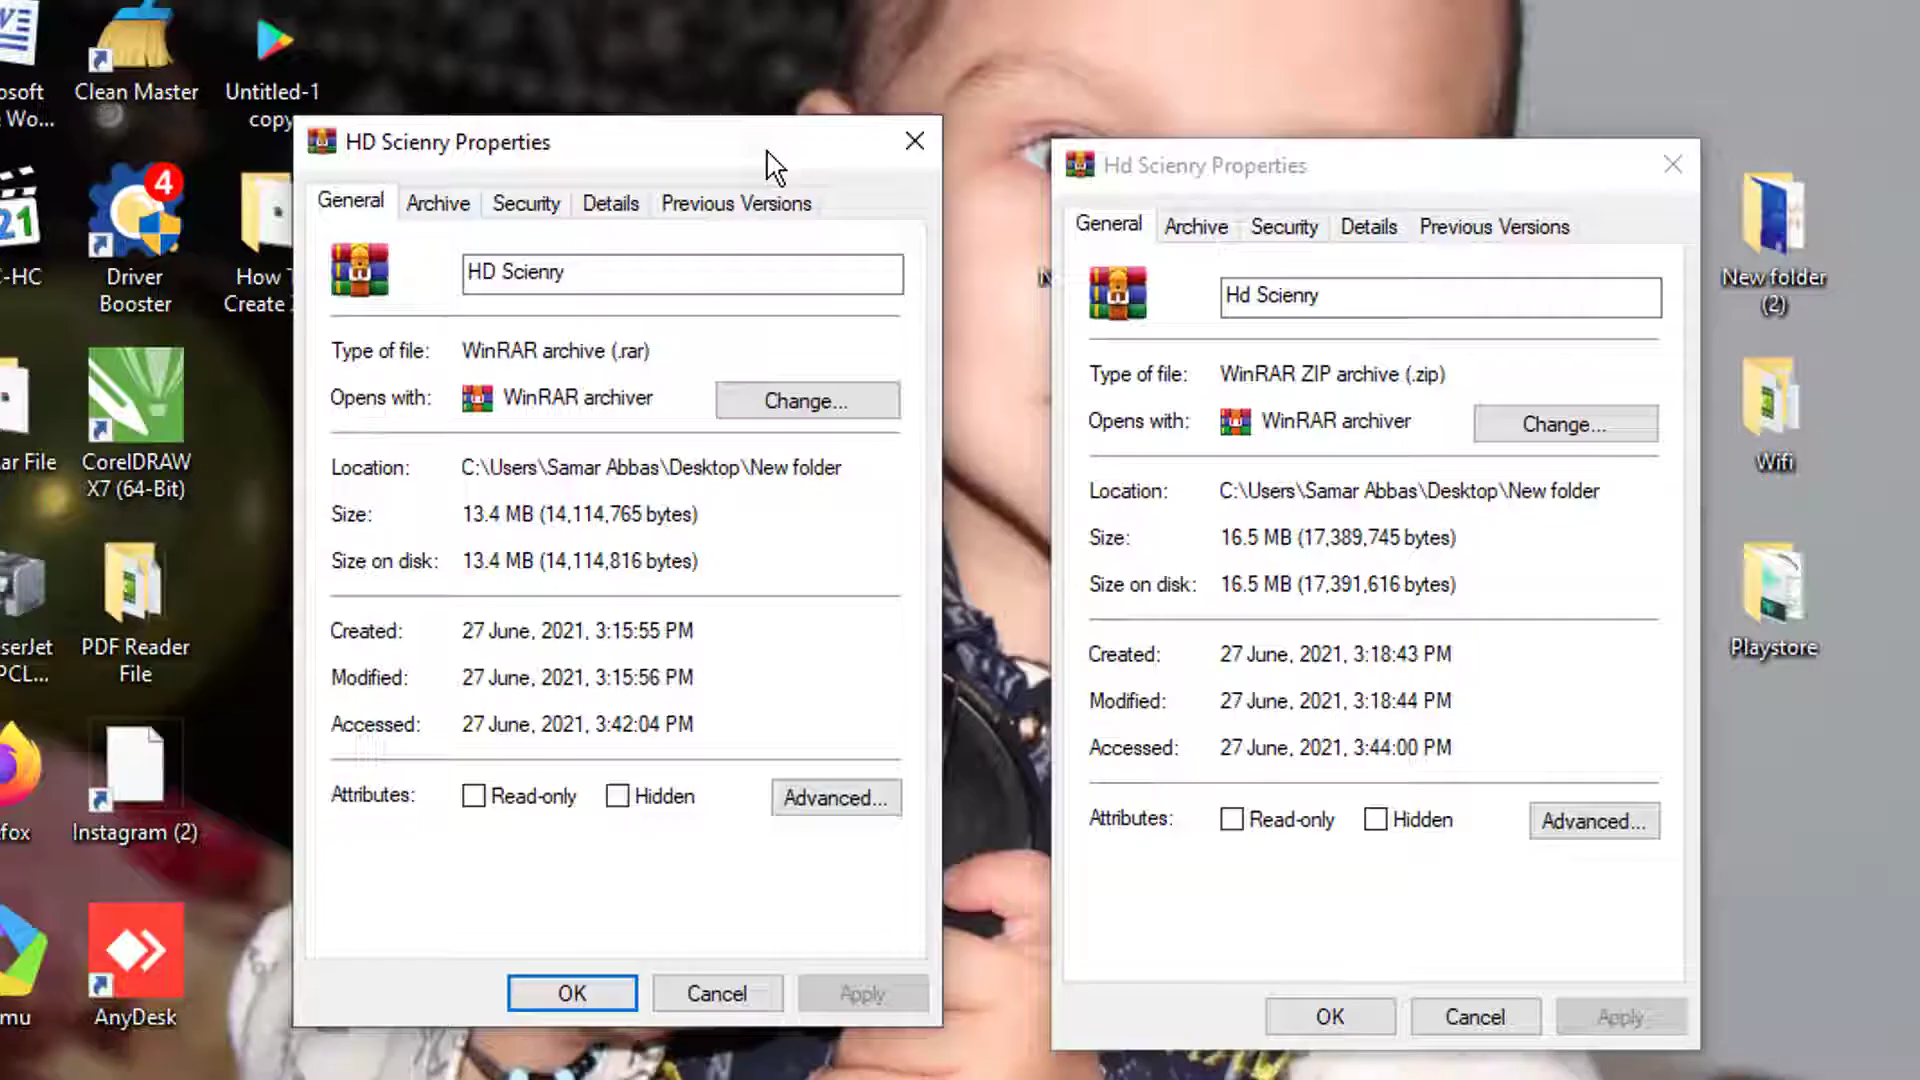 osoft
Wo...
Clean Master
Untitled-1
copy
21
C-HC
4
Driver
Booster
How T
Create
ar File
CorelDRAW
X7 (64-Bit)
serJet
PCL...
PDF Reader
File
fox
Instagram (2)
mu
AnyDesk
HD Scienry Properties
General
Archive
Security
Details
Previous Versions
HD Scienry
Type of file: WinRAR archive (.rar)
Opens with: WinRAR archiver
Change...
Location: C:\Users\Samar Abbas\Desktop\New folder
Size: 13.4 MB (14,114,765 bytes)
Size on disk: 13.4 MB (14,114,816 bytes)
Created: 27 June, 2021, 3:15:55 PM
Modified: 27 June, 2021, 3:15:56 PM
Accessed: 27 June, 2021, 3:42:04 PM
Attributes: Read-only Hidden
Advanced...
OK
Cancel
Apply
Hd Scienry Properties
General
Archive
Security
Details
Previous Versions
Hd Scienry
Type of file: WinRAR ZIP archive (.zip)
Opens with: WinRAR archiver
Change...
Location: C:\Users\Samar Abbas\Desktop\New folder
Size: 16.5 MB (17,389,745 bytes)
Size on disk: 16.5 MB (17,391,616 bytes)
Created: 27 June, 2021, 3:18:43 PM
Modified: 27 June, 2021, 3:18:44 PM
Accessed: 27 June, 2021, 3:44:00 PM
Attributes: Read-only Hidden
Advanced...
OK
Cancel
Apply
New folder
(2)
Wifi
Playstore